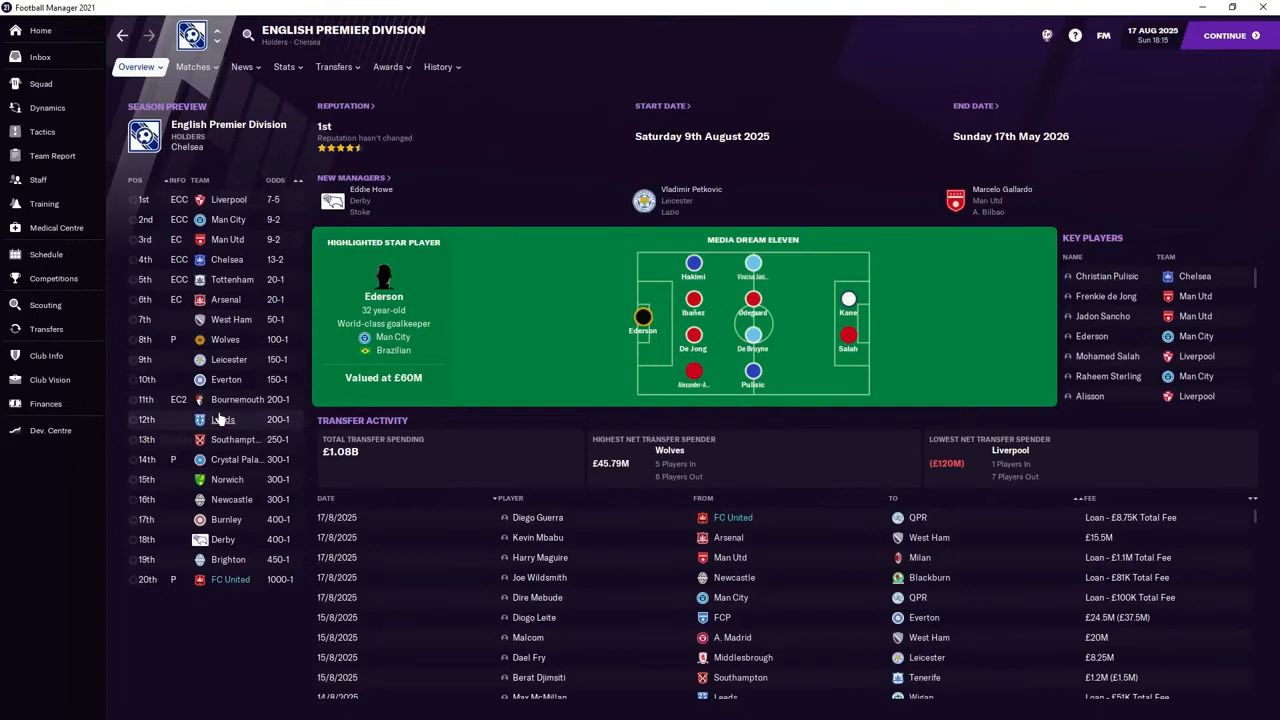 Football Manager 2021
Home
Inbox
Squad
Dynamics
Tactics
Team Report
Staff
Training
Medical Centre
Schedule
Competitions
Scouting
Transfers
Club Info
Club Vision
Finances
Dev. Centre
ENGLISH PREMIER DIVISION
Holders - Chelsea
FM
17 AUG 2025
Sun 18:15
CONTINUE
Overview
Matches
News
Stats
Transfers
Awards
History
SEASON PREVIEW
English Premier Division
HOLDERS
Chelsea
POS INFO TEAM ODDS
1st ECC Liverpool 7-5
2nd ECC Man City 9-2
3rd EC Man Utd 9-2
4th ECC Chelsea 13-2
5th ECC Tottenham 20-1
6th EC Arsenal 20-1
7th West Ham 50-1
8th P Wolves 100-1
9th Leicester 150-1
10th Everton 150-1
11th EC2 Bournemouth 200-1
12th Leeds 200-1
13th Southampt... 250-1
14th P Crystal Pala... 300-1
15th Norwich 300-1
16th Newcastle 300-1
17th Burnley 400-1
18th Derby 400-1
19th Brighton 450-1
20th P FC United 1000-1
REPUTATION
1st
Reputation hasn't changed
START DATE
Saturday 9th August 2025
END DATE
Sunday 17th May 2026
NEW MANAGERS
Eddie Howe
Derby
Stoke
Vladimir Petkovic
Leicester
Lazio
Marcelo Gallardo
Man Utd
A. Bilbao
HIGHLIGHTED STAR PLAYER
Ederson
32 year-old
World-class goalkeeper
Man City
Brazilian
Valued at £60M
MEDIA DREAM ELEVEN
Hakimi
Vinícius Júni...
Ibañez
Ødegaard
Kane
Ederson
De Jong
De Bruyne
Salah
Alexander-A...
Pulisic
KEY PLAYERS
NAME TEAM
Christian Pulisic Chelsea
Frenkie de Jong Man Utd
Jadon Sancho Man Utd
Ederson Man City
Mohamed Salah Liverpool
Raheem Sterling Man City
Alisson Liverpool
TRANSFER ACTIVITY
TOTAL TRANSFER SPENDING
£1.08B
HIGHEST NET TRANSFER SPENDER
Wolves
£45.79M
5 Players In
6 Players Out
LOWEST NET TRANSFER SPENDER
Liverpool
(£120M)
1 Players In
7 Players Out
DATE PLAYER FROM TO FEE
17/8/2025 Diego Guerra FC United QPR Loan - £8.75K Total Fee
17/8/2025 Kevin Mbabu Arsenal West Ham £15.5M
17/8/2025 Harry Maguire Man Utd Milan Loan - £1.1M Total Fee
17/8/2025 Joe Wildsmith Newcastle Blackburn Loan - £81K Total Fee
17/8/2025 Dire Mebude Man City QPR Loan - £100K Total Fee
15/8/2025 Diogo Leite FCP Everton £24.5M (£37.5M)
15/8/2025 Malcom A. Madrid West Ham £20M
15/8/2025 Dael Fry Middlesbrough Leicester £8.25M
15/8/2025 Berat Djimsiti Southampton Tenerife £1.2M (£1.5M)
14/8/2025 Max McMillan Leeds Wigan Loan - £51K Total Fee